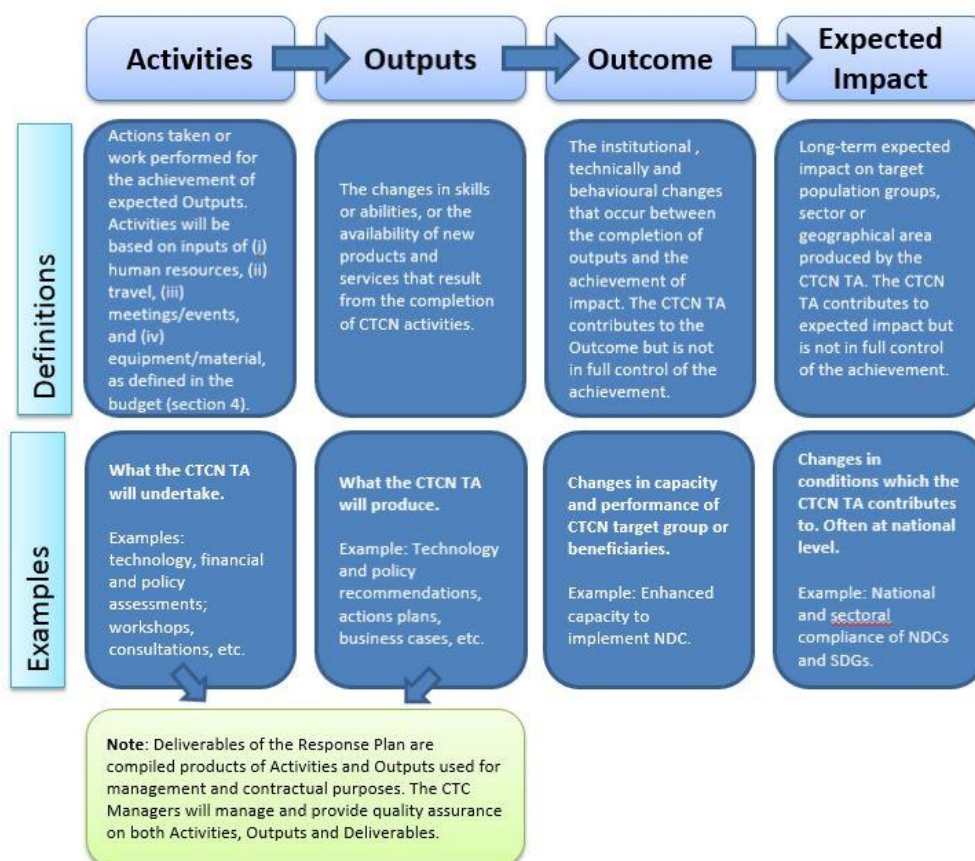 Activities
Outputs
Outcome
Expected
Impact
Definitions
Actions taken or
work performed for
the achievement of
expected Outputs.
Activities will be
based on inputs of (i)
human resources, (ii)
travel, (iii)
meetings/events,
and (iv)
equipment/material,
as defined in the
budget (section 4).
The changes in skills
or abilities, or the
availability of new
products and
services that result
from the completion
of CTCN activities.
The institutional ,
technically and
behavioural changes
that occur between
the completion of
outputs and the
achievement of
impact. The CTCN TA
contributes to the
Outcome but is not
in full control of the
achievement.
Long-term expected
impact on target
population groups,
sector or
geographical area
produced by the
CTCN TA. The CTCN
TA contributes to
expected impact but
is not in full control
of the achievement.
Examples
What the CTCN TA
will undertake.
Examples:
technology, financial
and policy
assessments;
workshops,
consultations, etc.
What the CTCN TA
will produce.
Example: Technology
and policy
recommendations,
actions plans,
business cases, etc.
Changes in capacity
and performance of
CTCN target group or
beneficiaries.
Example: Enhanced
capacity to
implement NDC.
Changes in
conditions which the
CTCN TA contributes
to. Often at national
level.
Example: National
and sectoral
compliance of NDCs
and SDGs.
Note: Deliverables of the Response Plan are
compiled products of Activities and Outputs used for
management and contractual purposes. The CTC
Managers will manage and provide quality assurance
on both Activities, Outputs and Deliverables.